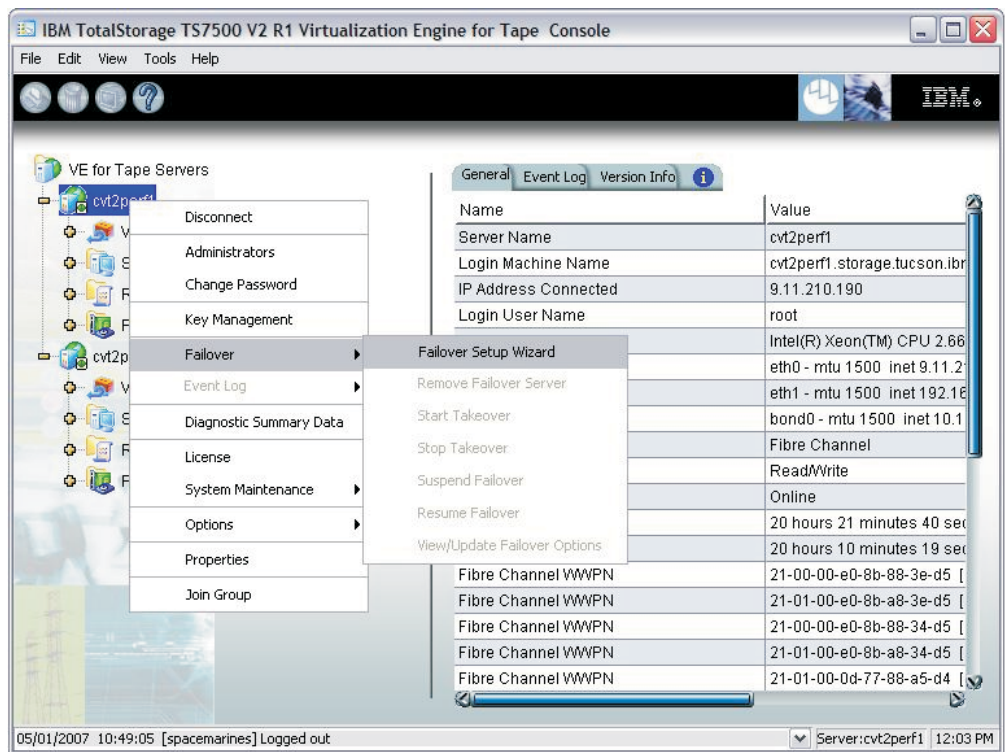 IBM TotalStorage TS7500 V2 R1 Virtualization Engine for Tape Console
File Edit View Tools Help
IBM
VE for Tape Servers
cvt2perf1
V
S
R
F
cvt2p
V
S
R
F
Disconnect
Administrators
Change Password
Key Management
Failover
Event Log
Diagnostic Summary Data
License
System Maintenance
Options
Properties
Join Group
Failover Setup Wizard
Remove Failover Server
Start Takeover
Stop Takeover
Suspend Failover
Resume Failover
View/Update Failover Options
General Event Log Version Info
Name Value
Server Name cvt2perf1
Login Machine Name cvt2perf1.storage.tucson.ibr
IP Address Connected 9.11.210.190
Login User Name root
Intel(R) Xeon(TM) CPU 2.66
eth0 - mtu 1500 inet 9.11.2
eth1 - mtu 1500 inet 192.16
bond0 - mtu 1500 inet 10.1
Fibre Channel
Read/Write
Online
20 hours 21 minutes 40 sec
20 hours 10 minutes 19 sec
Fibre Channel WWPN 21-00-00-e0-8b-88-3e-d5 [
Fibre Channel WWPN 21-01-00-e0-8b-a8-3e-d5 [
Fibre Channel WWPN 21-00-00-e0-8b-88-34-d5 [
Fibre Channel WWPN 21-01-00-e0-8b-a8-34-d5 [
Fibre Channel WWPN 21-01-00-0d-77-88-a5-d4 [
05/01/2007 10:49:05 [spacemarines] Logged out
Server:cvt2perf1 12:03 PM